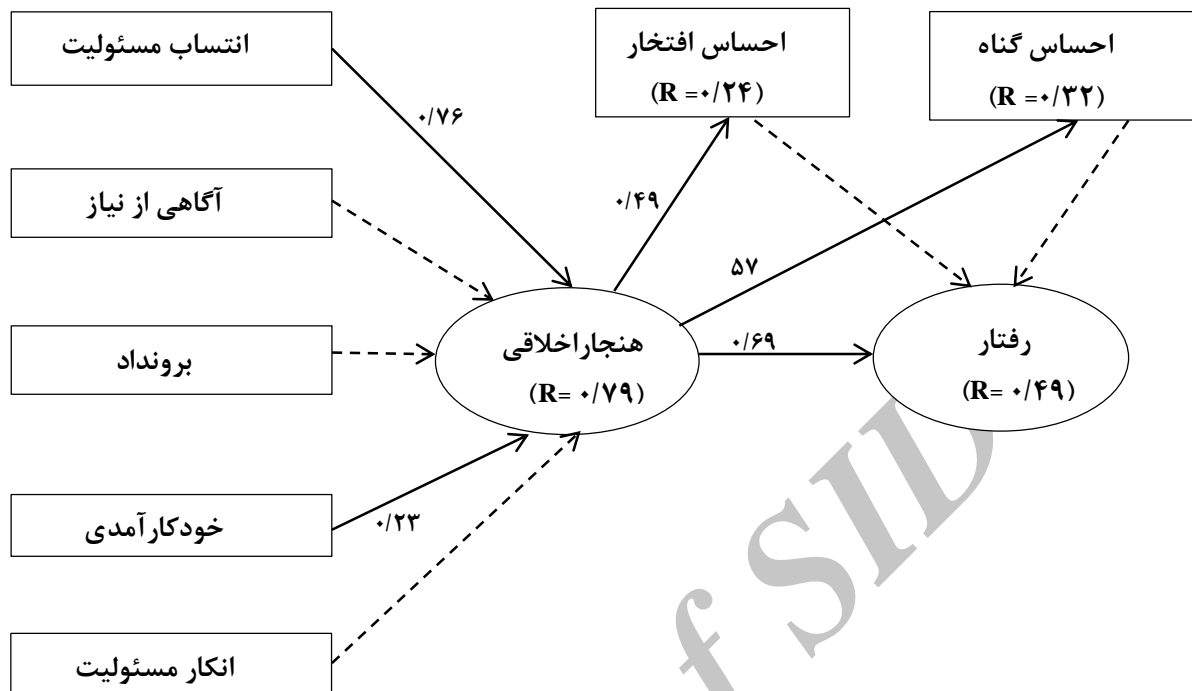 انتساب مسئولیت
احساس افتخار
(R =۰/۲۴)
احساس گناه
(R =۰/۳۲)
۰/۷۶
آگاهی از نیاز
۰/۴۹
۵۷
برونداد
هنجاراخلاقی
(R= ۰/۷۹)
۰/۶۹
رفتار
(R= ۰/۴۹)
خودکارآمدی
۰/۲۳
انکار مسئولیت
f SID